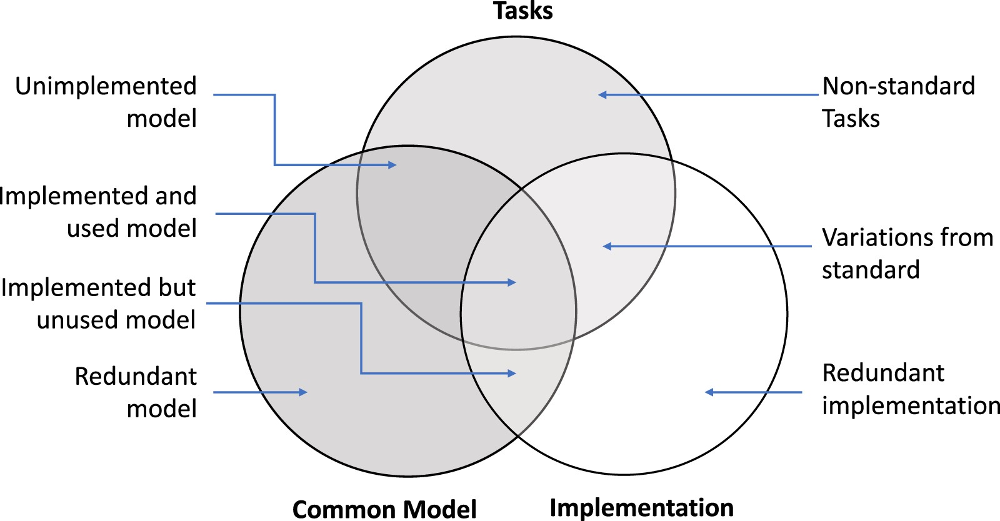 Tasks
Unimplemented
model
Non-standard
Tasks
Implemented and
used model
Variations from
standard
Implemented but
unused model
Redundant
model
Redundant
implementation
Common Model
Implementation